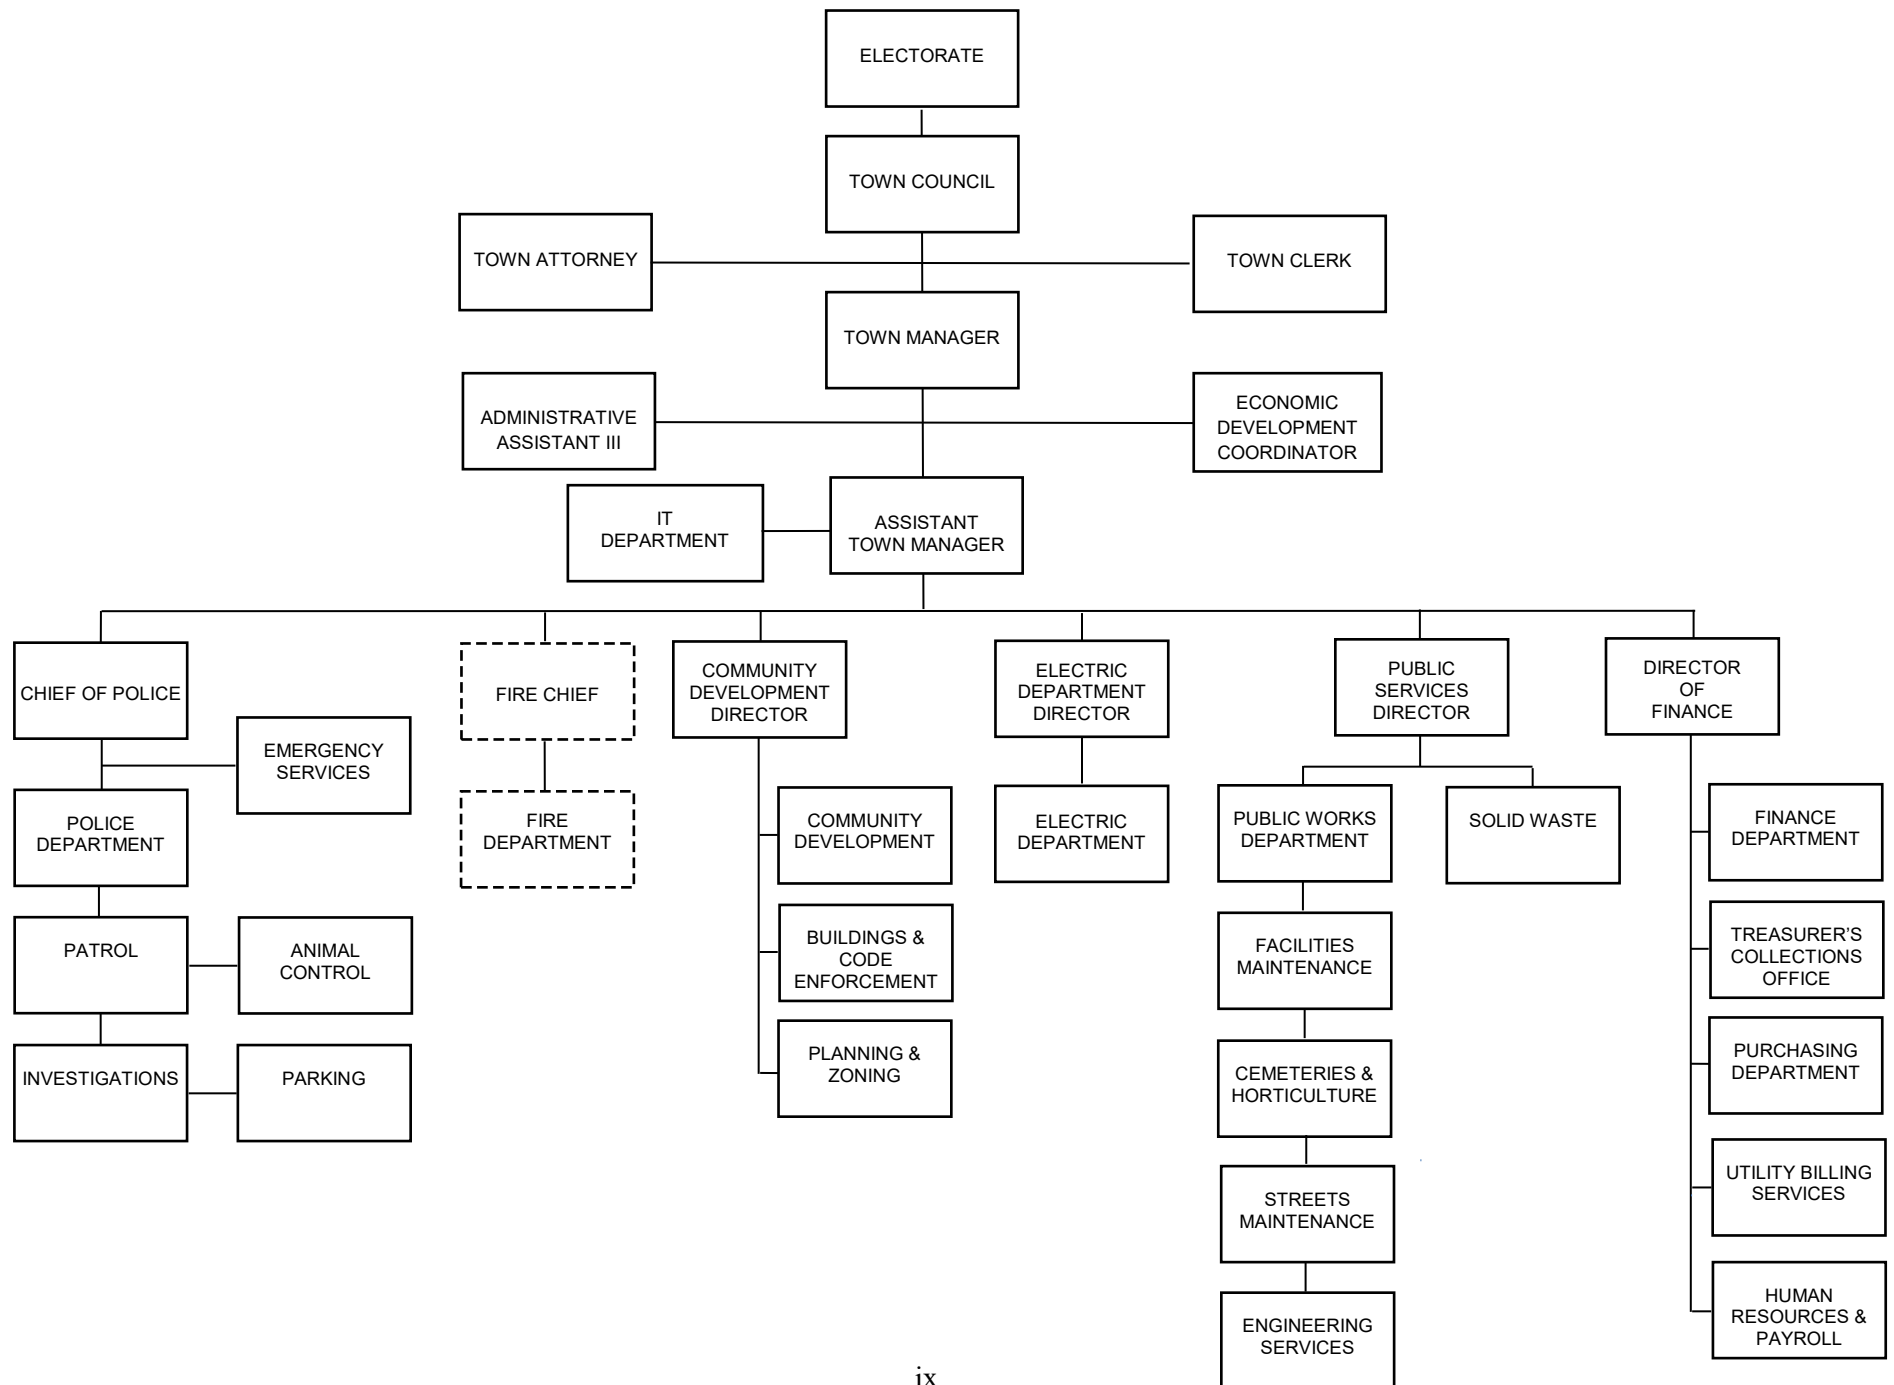 ELECTORATE
TOWN COUNCIL
TOWN ATTORNEY
TOWN CLERK
TOWN MANAGER
ADMINISTRATIVE
ASSISTANT III
ECONOMIC
DEVELOPMENT
COORDINATOR
IT
DEPARTMENT
ASSISTANT
TOWN MANAGER
CHIEF OF POLICE
FIRE CHIEF
COMMUNITY
DEVELOPMENT
DIRECTOR
ELECTRIC
DEPARTMENT
DIRECTOR
PUBLIC
SERVICES
DIRECTOR
DIRECTOR
OF
FINANCE
EMERGENCY
SERVICES
POLICE
DEPARTMENT
FIRE
DEPARTMENT
COMMUNITY
DEVELOPMENT
ELECTRIC
DEPARTMENT
PUBLIC WORKS
DEPARTMENT
SOLID WASTE
FINANCE
DEPARTMENT
PATROL
ANIMAL
CONTROL
BUILDINGS &
CODE
ENFORCEMENT
FACILITIES
MAINTENANCE
TREASURER’S
COLLECTIONS
OFFICE
INVESTIGATIONS
PARKING
PLANNING &
ZONING
CEMETERIES &
HORTICULTURE
PURCHASING
DEPARTMENT
STREETS
MAINTENANCE
UTILITY BILLING
SERVICES
ENGINEERING
SERVICES
HUMAN
RESOURCES &
PAYROLL
ix